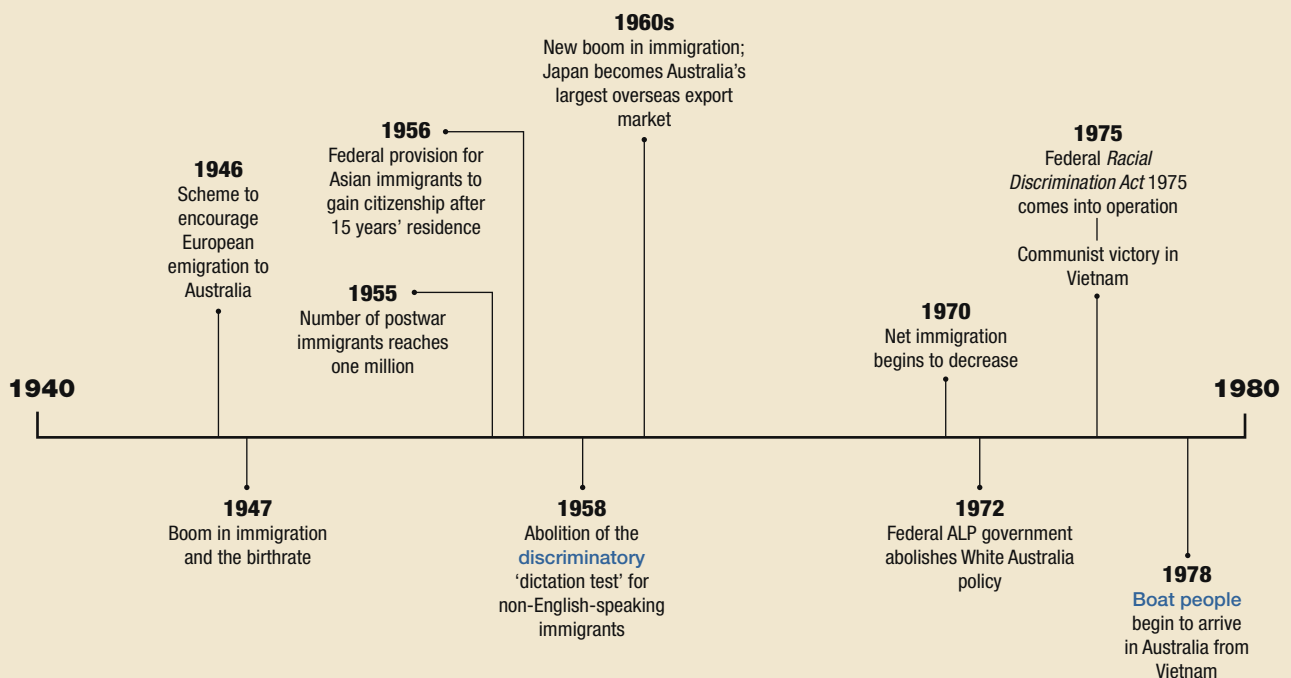 1940
1946
Scheme to
encourage
European
emigration to
Australia
1947
Boom in immigration
and the birthrate
1955
Number of postwar
immigrants reaches
one million
1956
Federal provision for
Asian immigrants to
gain citizenship after
15 years’ residence
1958
Abolition of the
discriminatory
‘dictation test’ for
non-English-speaking
immigrants
1960s
New boom in immigration;
Japan becomes Australia’s
largest overseas export
market
1970
Net immigration
begins to decrease
1972
Federal ALP government
abolishes White Australia
policy
1975
Federal Racial
Discrimination Act 1975
comes into operation
Communist victory in
Vietnam
1978
Boat people
begin to arrive
in Australia from
Vietnam
1980